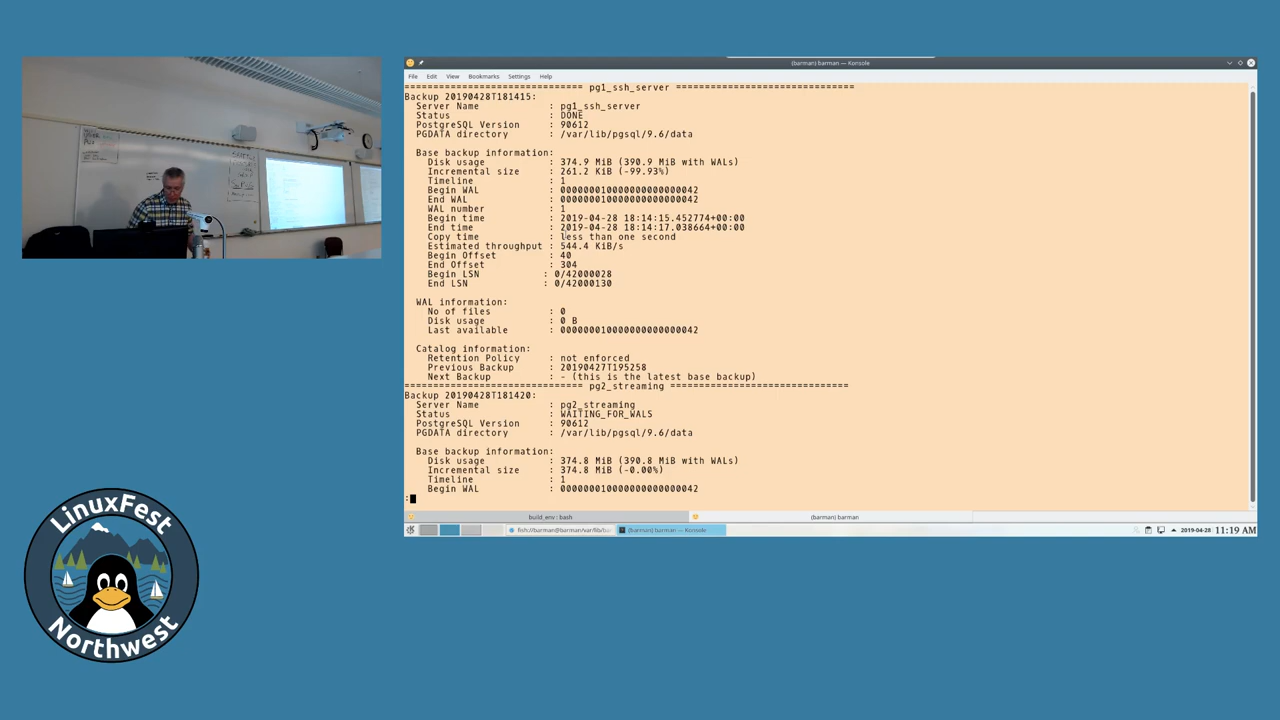 (barman) barman — Konsole
File Edit View Bookmarks Settings Help
=============================== pg1_ssh_server ===============================
Backup 20190428T181415:
Server Name : pg1_ssh_server
Status : DONE
PostgreSQL Version : 90612
PGDATA directory : /var/lib/pgsql/9.6/data
Base backup information:
Disk usage : 374.9 MiB (390.9 MiB with WALs)
Incremental size : 261.2 KiB (-99.93%)
Timeline : 1
Begin WAL : 000000010000000000000042
End WAL : 000000010000000000000042
WAL number : 1
Begin time : 2019-04-28 18:14:15.452774+00:00
End time : 2019-04-28 18:14:17.038664+00:00
Copy time : less than one second
Estimated throughput : 544.4 KiB/s
Begin Offset : 40
End Offset : 304
Begin LSN : 0/42000028
End LSN : 0/42000130
WAL information:
No of files : 0
Disk usage : 0 B
Last available : 000000010000000000000042
Catalog information:
Retention Policy : not enforced
Previous Backup : 20190427T195258
Next Backup : - (this is the latest base backup)
=============================== pg2_streaming ===============================
Backup 20190428T181420:
Server Name : pg2_streaming
Status : WAITING_FOR_WALS
PostgreSQL Version : 90612
PGDATA directory : /var/lib/pgsql/9.6/data
Base backup information:
Disk usage : 374.8 MiB (390.8 MiB with WALs)
Incremental size : 374.8 MiB (-0.00%)
Timeline : 1
Begin WAL : 000000010000000000000042
:
build_env : bash (barman) barman
fish://barman@barman/var/lib/ba (barman) barman — Konsole 2019-04-28 11:19 AM
LinuxFest
Northwest